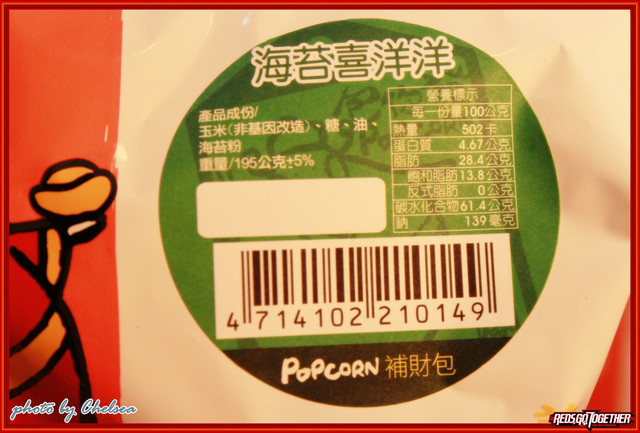 海苔喜洋洋
產品成份/
玉米(非基因改造)、糖、油、
海苔粉
重量/195公克±5%
營養標示
每一份量100公克
熱量 502卡
蛋白質 4.67公克
脂肪 28.4公克
飽和脂肪13.8公克
反式脂肪 0公克
碳水化合物61.4公克
鈉 139毫克
4 714102 210149
POPCORN 補財包
photo by Chelsea
REDSGOTOGETHER